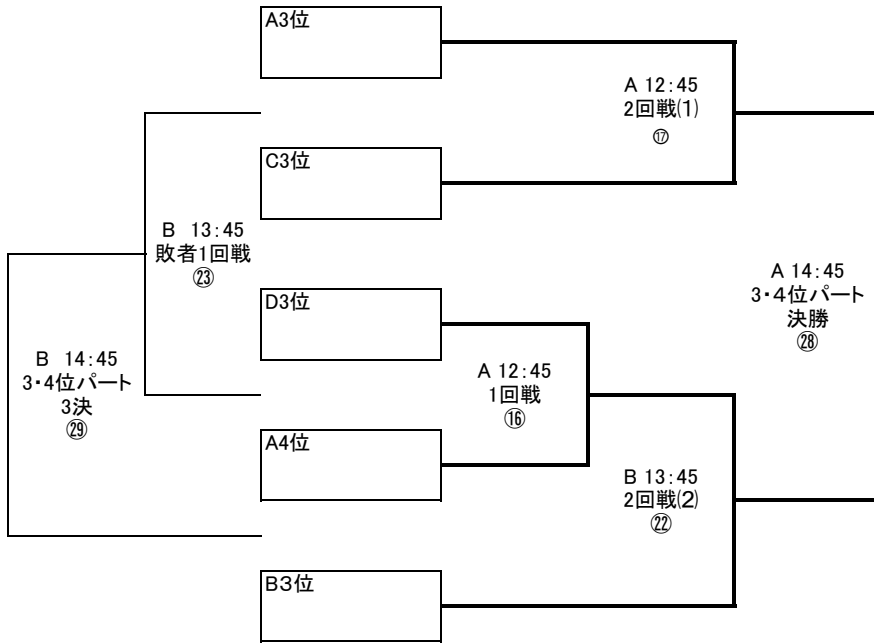 A3位
A 12:45
2回戦(1)
⑰
C3位
B 13:45
敗者1回戦
㉓
D3位
A 14:45
3・4位パート
決勝
㉘
B 14:45
3・4位パート
3決
㉙
A 12:45
1回戦
⑯
A4位
B 13:45
2回戦(2)
㉒
B3位